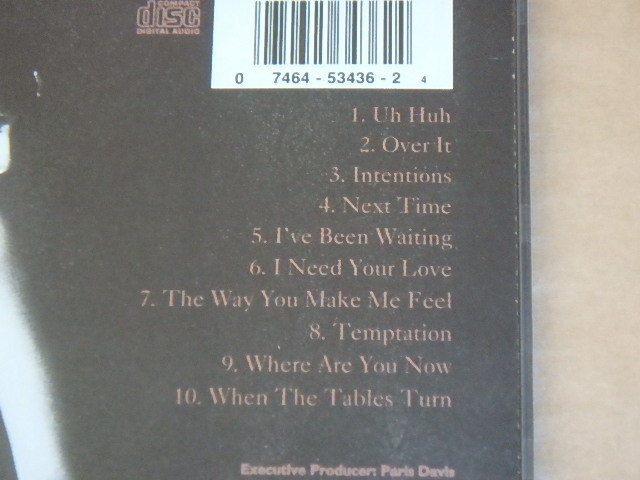 COMPACT
disc
DIGITAL AUDIO
0 7464-53436-2 4
1. Uh Huh
2. Over It
3. Intentions
4. Next Time
5. I've Been Waiting
6. I Need Your Love
7. The Way You Make Me Feel
8. Temptation
9. Where Are You Now
10. When The Tables Turn
Executive Producer: Paris Davis